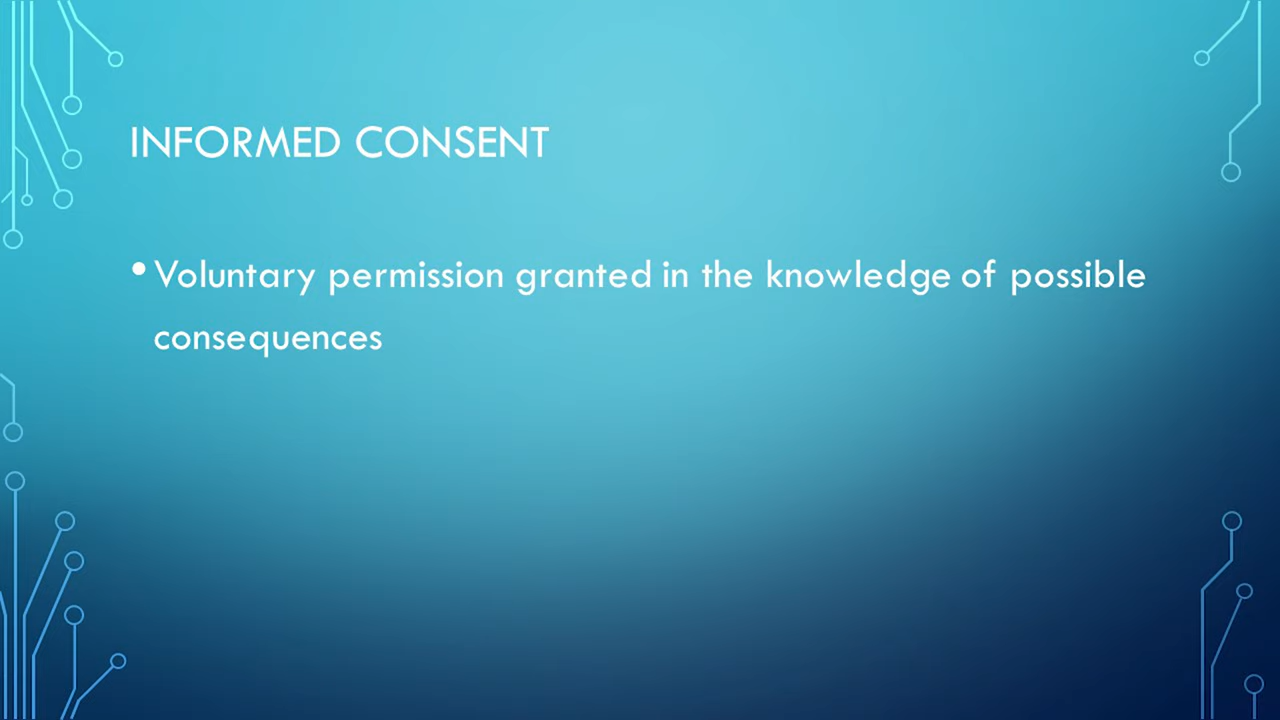 INFORMED CONSENT
• Voluntary permission granted in the knowledge of possible
consequences